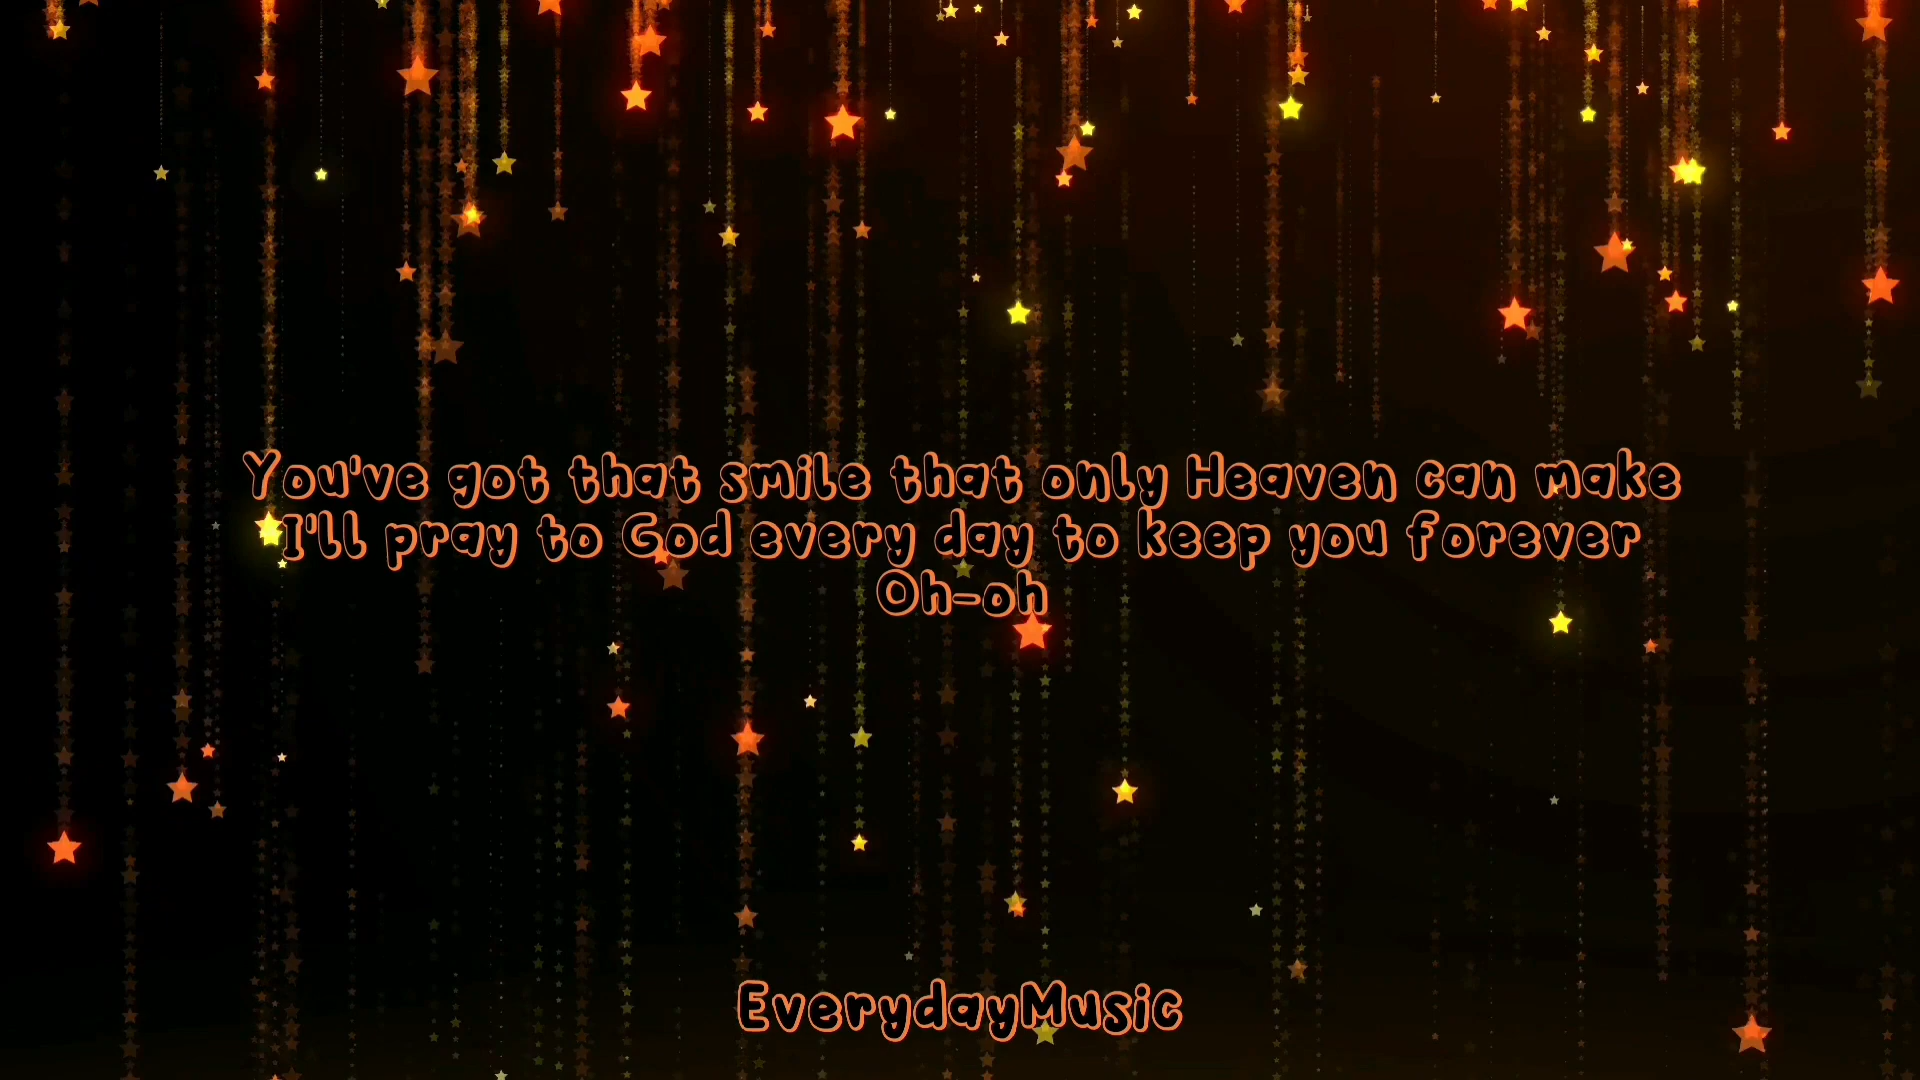 You've got that smile that only Heaven can make
I'll pray to God every day to keep you forever
Oh-oh
EverydayMusic